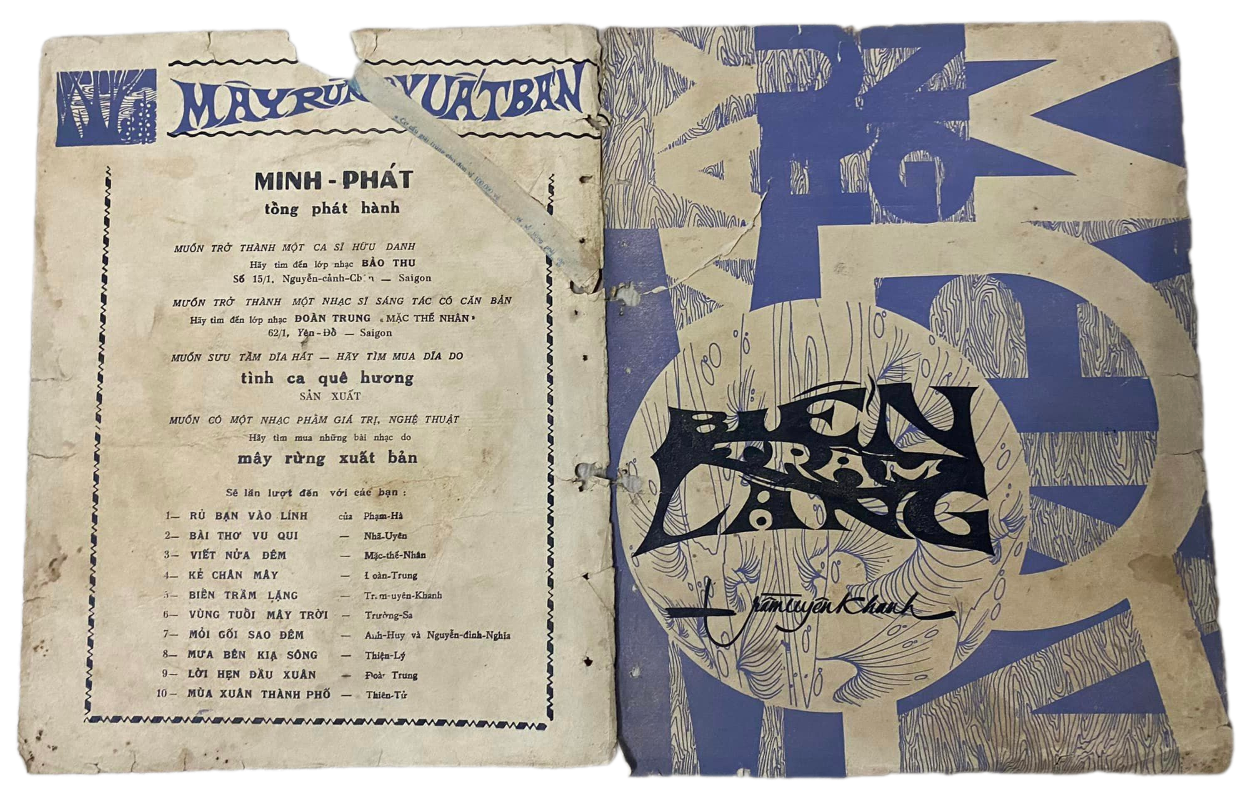 MÂY RỪNG XUẤT BẢN
MINH - PHÁT
tổng phát hành
MUỐN TRỞ THÀNH MỘT CA SĨ HỮU DANH
Hãy tìm đến lớp nhạc BẢO THU
Số 15/1, Nguyễn-cảnh-Chân — Saigon
MUỐN TRỞ THÀNH MỘT NHẠC SĨ SÁNG TÁC CÓ CĂN BẢN
Hãy tìm đến lớp nhạc ĐOÀN TRUNG «MẶC THẾ NHÂN»
62/1, Yên-Đỗ — Saigon
MUỐN SƯU TẦM DĨA HÁT — HÃY TÌM MUA DĨA DO
tình ca quê hương
SẢN XUẤT
MUỐN CÓ MỘT NHẠC PHẨM GIÁ TRỊ, NGHỆ THUẬT
Hãy tìm mua những bài nhạc do
mây rừng xuất bản
Sẽ lần lượt đến với các bạn :
1— RỦ BẠN VÀO LÍNH của Phạm-Hà
2— BÀI THƠ VU QUI — Nhã-Uyên
3— VIẾT NỬA ĐÊM — Mặc-thế-Nhân
4— KẺ CHÂN MÂY — Đoàn-Trung
5— BIỂN TRẦM LẶNG — Trầm-uyên-Khanh
6— VÙNG TUỔI MÂY TRỜI — Trường-Sa
7— MỎI GỐI SAO ĐÊM — Anh-Huy và Nguyễn-đình-Nghĩa
8— MƯA BÊN KIA SÔNG — Thiện-Lý
9— LỜI HẸN ĐẦU XUÂN — Đoàn Trung
10— MÙA XUÂN THÀNH PHỐ — Thiên-Tứ
MÂY RỪNG
BIỂN
TRẦM
LẶNG
Trầm uyên Khanh